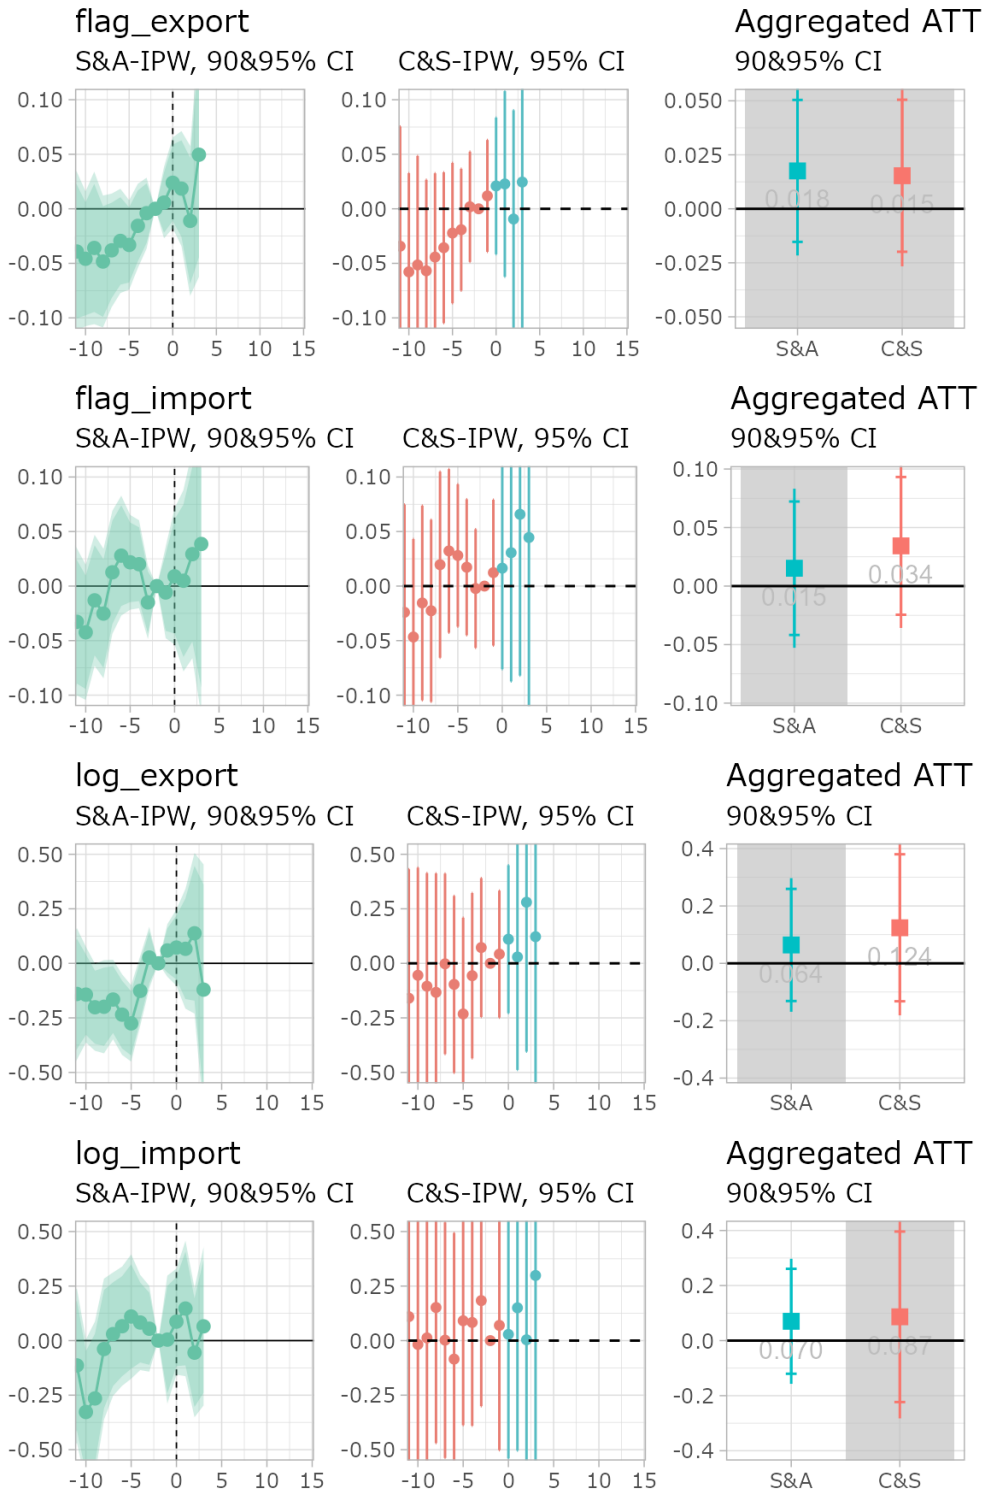 flag_export
Aggregated ATT
S&A-IPW, 90&95% CI
C&S-IPW, 95% CI
90&95% CI
0.10
0.05
0.00
-0.05
-0.10
-10 -5 0 5 10 15
0.10
0.05
0.00
-0.05
-0.10
-10 -5 0 5 10 15
0.050
0.025
0.000
-0.025
-0.050
0.018
0.015
S&A
C&S
flag_import
Aggregated ATT
S&A-IPW, 90&95% CI
C&S-IPW, 95% CI
90&95% CI
0.10
0.05
0.00
-0.05
-0.10
-10 -5 0 5 10 15
0.10
0.05
0.00
-0.05
-0.10
-10 -5 0 5 10 15
0.10
0.05
0.00
-0.05
-0.10
0.015
0.034
S&A
C&S
log_export
Aggregated ATT
S&A-IPW, 90&95% CI
C&S-IPW, 95% CI
90&95% CI
0.50
0.25
0.00
-0.25
-0.50
-10 -5 0 5 10 15
0.50
0.25
0.00
-0.25
-0.50
-10 -5 0 5 10 15
0.4
0.2
0.0
-0.2
-0.4
0.064
0.124
S&A
C&S
log_import
Aggregated ATT
S&A-IPW, 90&95% CI
C&S-IPW, 95% CI
90&95% CI
0.50
0.25
0.00
-0.25
-0.50
-10 -5 0 5 10 15
0.50
0.25
0.00
-0.25
-0.50
-10 -5 0 5 10 15
0.4
0.2
0.0
-0.2
-0.4
0.070
0.087
S&A
C&S